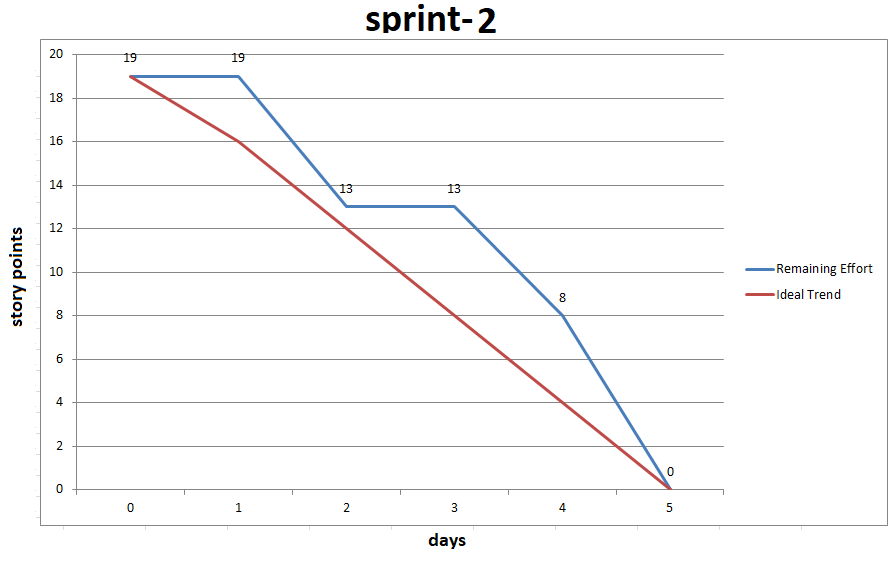 sprint-2
20
18
16
14
12
10
8
6
4
2
0
19
19
13
13
8
0
0 1 2 3 4 5
story points
days
Remaining Effort
Ideal Trend